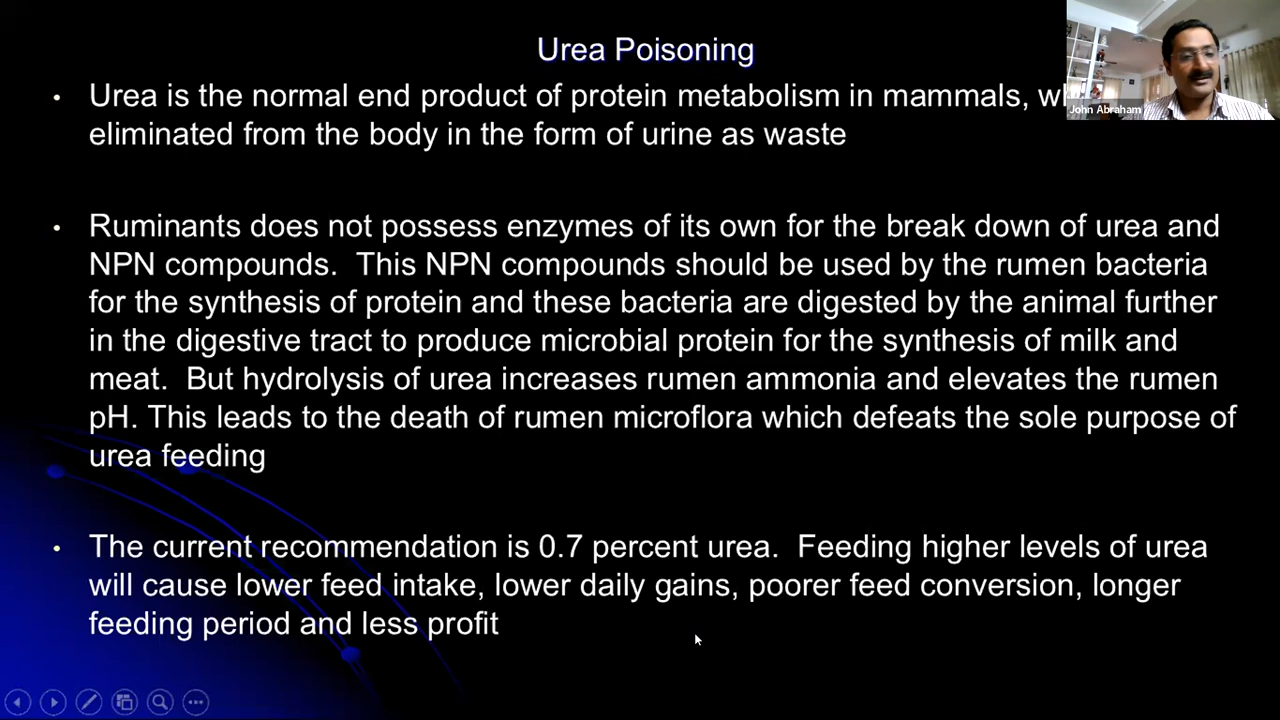 Urea Poisoning
• Urea is the normal end product of protein metabolism in mammals,
eliminated from the body in the form of urine as waste
• Ruminants does not possess enzymes of its own for the break down of urea and
NPN compounds. This NPN compounds should be used by the rumen bacteria
for the synthesis of protein and these bacteria are digested by the animal further
in the digestive tract to produce microbial protein for the synthesis of milk and
meat. But hydrolysis of urea increases rumen ammonia and elevates the rumen
pH. This leads to the death of rumen microflora which defeats the sole purpose of
urea feeding
• The current recommendation is 0.7 percent urea. Feeding higher levels of urea
will cause lower feed intake, lower daily gains, poorer feed conversion, longer
feeding period and less profit
John Abraham